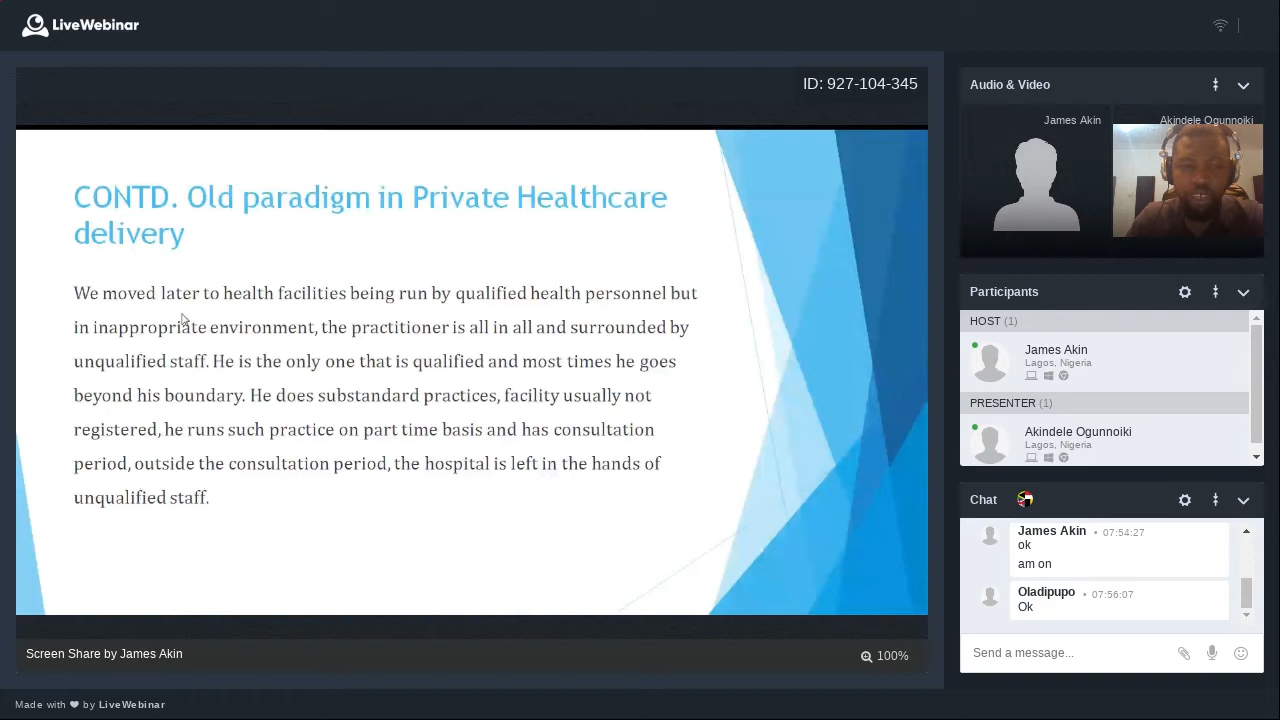 LiveWebinar
ID: 927-104-345
CONTD. Old paradigm in Private Healthcare
delivery
We moved later to health facilities being run by qualified health personnel but
in inappropriate environment, the practitioner is all in all and surrounded by
unqualified staff. He is the only one that is qualified and most times he goes
beyond his boundary. He does substandard practices, facility usually not
registered, he runs such practice on part time basis and has consultation
period, outside the consultation period, the hospital is left in the hands of
unqualified staff.
Screen Share by James Akin
100%
Audio & Video
James Akin
Akindele Ogunnoiki
Participants
HOST (1)
James Akin
Lagos, Nigeria
PRESENTER (1)
Akindele Ogunnoiki
Lagos, Nigeria
Chat
James Akin • 07:54:27
ok
am on
Oladipupo • 07:56:07
Ok
Send a message...
Made with ❤ by LiveWebinar